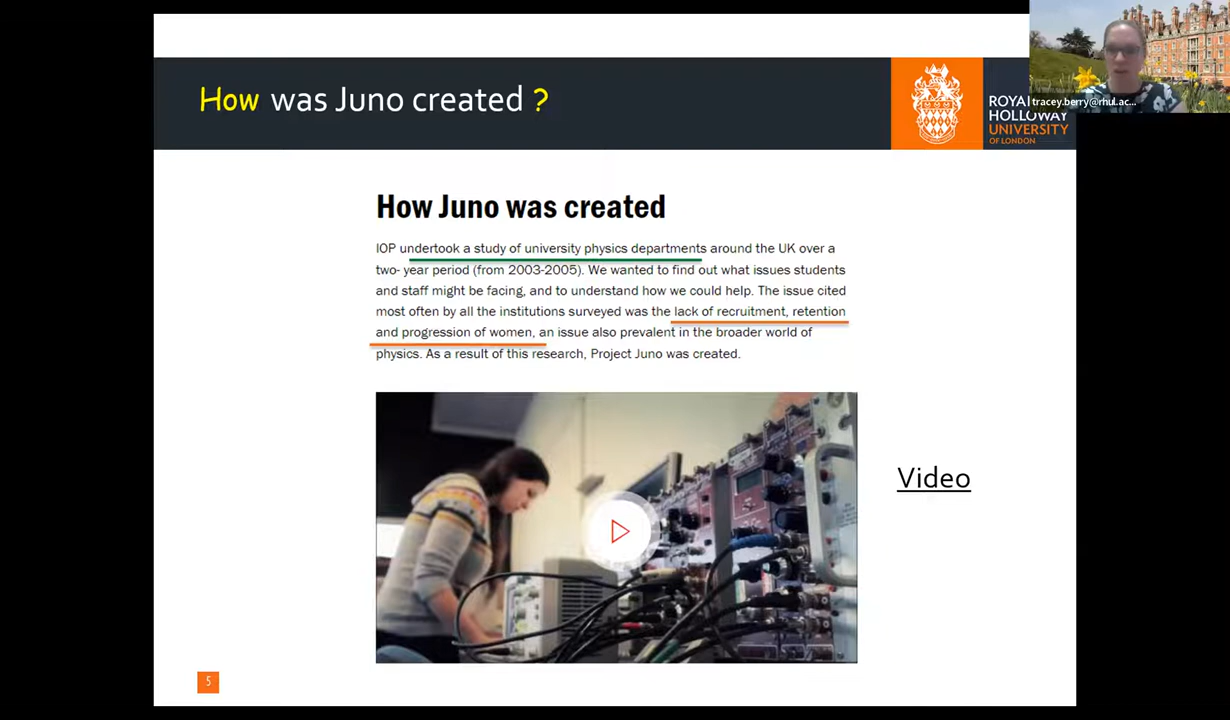 How was Juno created ?
ROYAL
HOLLOWAY
UNIVERSITY
OF LONDON
tracey.berry@rhul.ac...
How Juno was created
IOP undertook a study of university physics departments around the UK over a
two- year period (from 2003-2005). We wanted to find out what issues students
and staff might be facing, and to understand how we could help. The issue cited
most often by all the institutions surveyed was the lack of recruitment, retention
and progression of women, an issue also prevalent in the broader world of
physics. As a result of this research, Project Juno was created.
Video
5